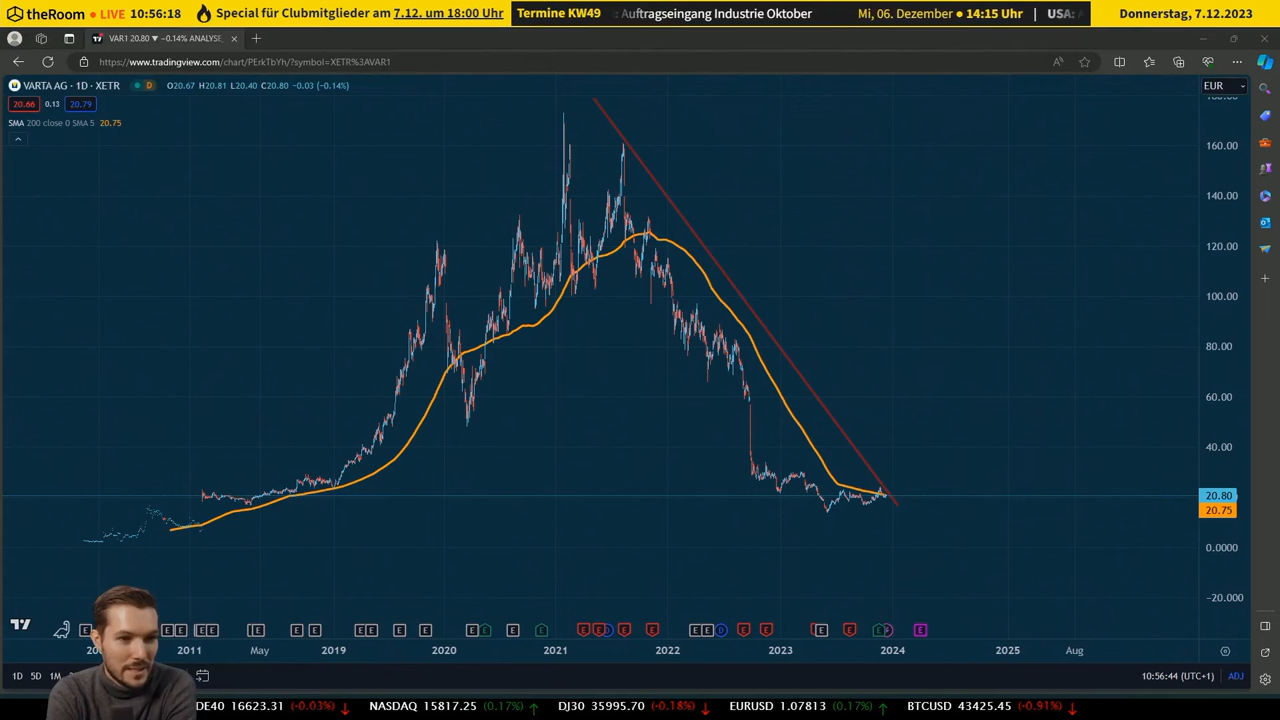 theRoom • LIVE 10:56:18
Special für Clubmitglieder am 7.12. um 18:00 Uhr
Termine KW49 : Auftragseingang Industrie Oktober
Mi, 06. Dezember • 14:15 Uhr | USA:
Donnerstag, 7.12.2023
VAR1 20.80 ▼ −0.14% ANALYSE
https://www.tradingview.com/chart/PErkTbYh/?symbol=XETR%3AVAR1
VARTA AG · 1D · XETR D O20.67 H20.81 L20.40 C20.80 −0.03 (−0.14%)
EUR
20.66 0.13 20.79
SMA 200 close 0 SMA 5 20.75
160.00
140.00
120.00
100.00
80.00
60.00
40.00
20.80
20.75
0.0000
−20.000
2011 May 2019 2020 2021 2022 2023 2024 2025 Aug
1D 5D 1M
10:56:44 (UTC+1) ADJ
DE40 16623.31 (-0.03%) ↓ NASDAQ 15817.25 (0.17%) ↑ DJ30 35995.70 (-0.18%) ↓ EURUSD 1.07813 (0.17%) ↑ BTCUSD 43425.45 (-0.91%) ↓